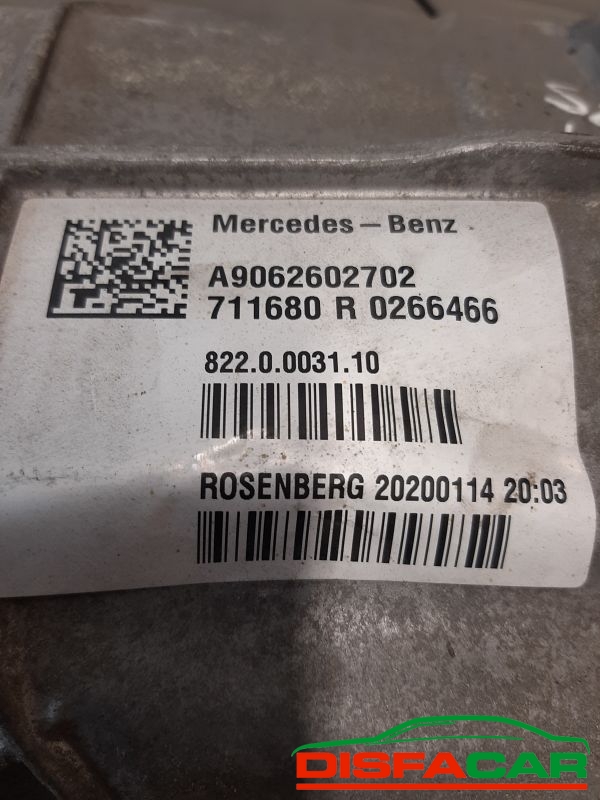 Mercedes-Benz
A9062602702
711680 R 0266466
822.0.0031.10
ROSENBERG 20200114 20:03
DISFACAR